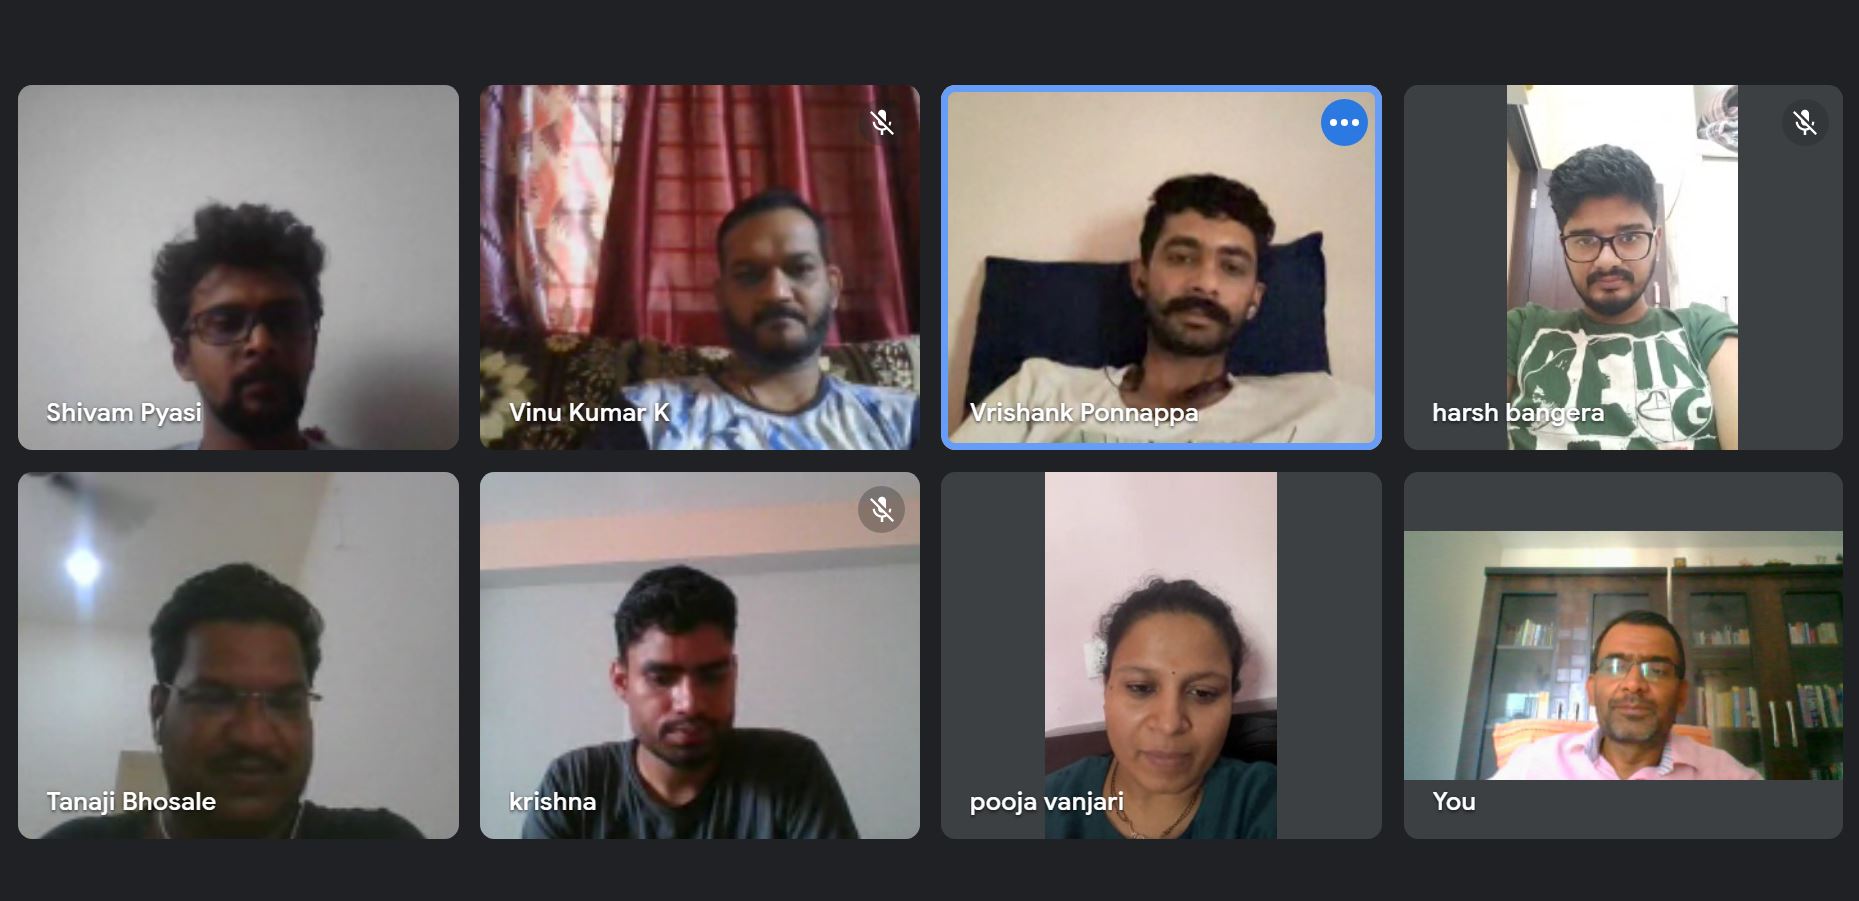 Shivam Pyasi
Vinu Kumar K
Vrishank Ponnappa
harsh bangera
Tanaji Bhosale
krishna
pooja vanjari
You